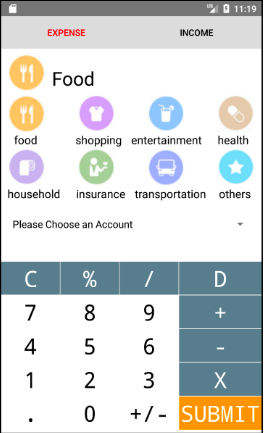 11:19
EXPENSE INCOME
Food
food shopping entertainment health
household insurance transportation others
Please Choose an Account
C % / D
7 8 9 +
4 5 6 -
1 2 3 X
. 0 +/- SUBMIT